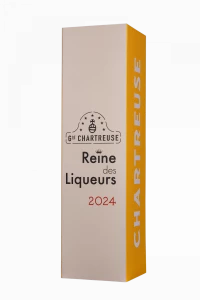 Gde CHARTREUSE
Reine
des
Liqueurs
2024
CHARTREUSE